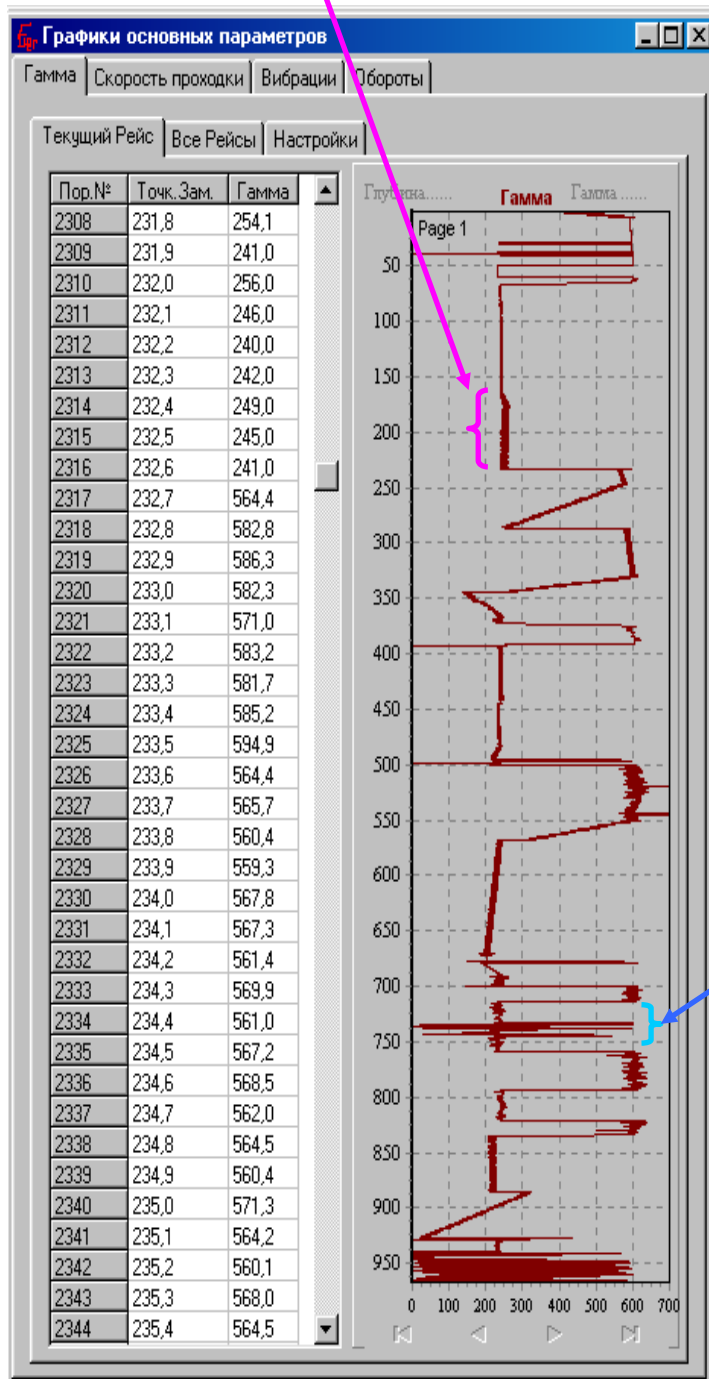 Графики основных параметров
Гамма Скорость проходки Вибрации Обороты
Текущий Рейс Все Рейсы Настройки
Пор.№ Точк.Зам. Гамма
2308 231,8 254,1
2309 231,9 241,0
2310 232,0 256,0
2311 232,1 246,0
2312 232,2 240,0
2313 232,3 242,0
2314 232,4 249,0
2315 232,5 245,0
2316 232,6 241,0
2317 232,7 564,4
2318 232,8 582,8
2319 232,9 586,3
2320 233,0 582,3
2321 233,1 571,0
2322 233,2 583,2
2323 233,3 581,7
2324 233,4 585,2
2325 233,5 594,9
2326 233,6 564,4
2327 233,7 565,7
2328 233,8 560,4
2329 233,9 559,3
2330 234,0 567,8
2331 234,1 567,3
2332 234,2 561,4
2333 234,3 569,9
2334 234,4 561,0
2335 234,5 567,2
2336 234,6 568,5
2337 234,7 562,0
2338 234,8 564,5
2339 234,9 560,4
2340 235,0 571,3
2341 235,1 564,2
2342 235,2 560,1
2343 235,3 568,0
2344 235,4 564,5
Глубина...... Гамма Гамма ......
Page 1
50
100
150
200
250
300
350
400
450
500
550
600
650
700
750
800
850
900
950
0 100 200 300 400 500 600 700